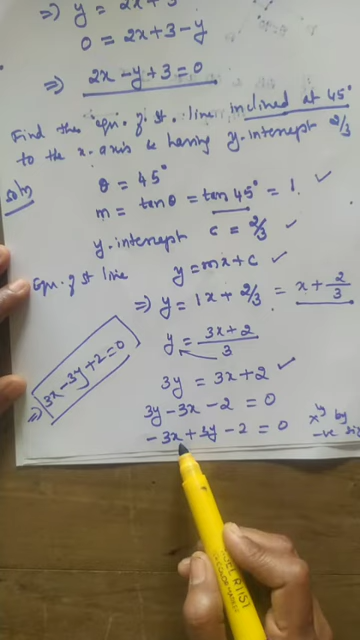 ⇒ y = 2x + 3
0 = 2x + 3 - y
⇒ 2x - y + 3 = 0
Find the eqn. of st. line inclined at 45°
to the x-axis & having y-intercept 2/3
Soln
θ = 45°
m = tanθ = tan 45° = 1. ✓
y-intercept c = 2/3 ✓
Eqn. of st line y = mx + c ✓
⇒ y = 1x + 2/3 = x + 2/3
y = 3x + 2 / 3
3y = 3x + 2 ✓
3y - 3x - 2 = 0
- 3x + 3y - 2 = 0 xly by -ve
⇒ 3x - 3y + 2 = 0